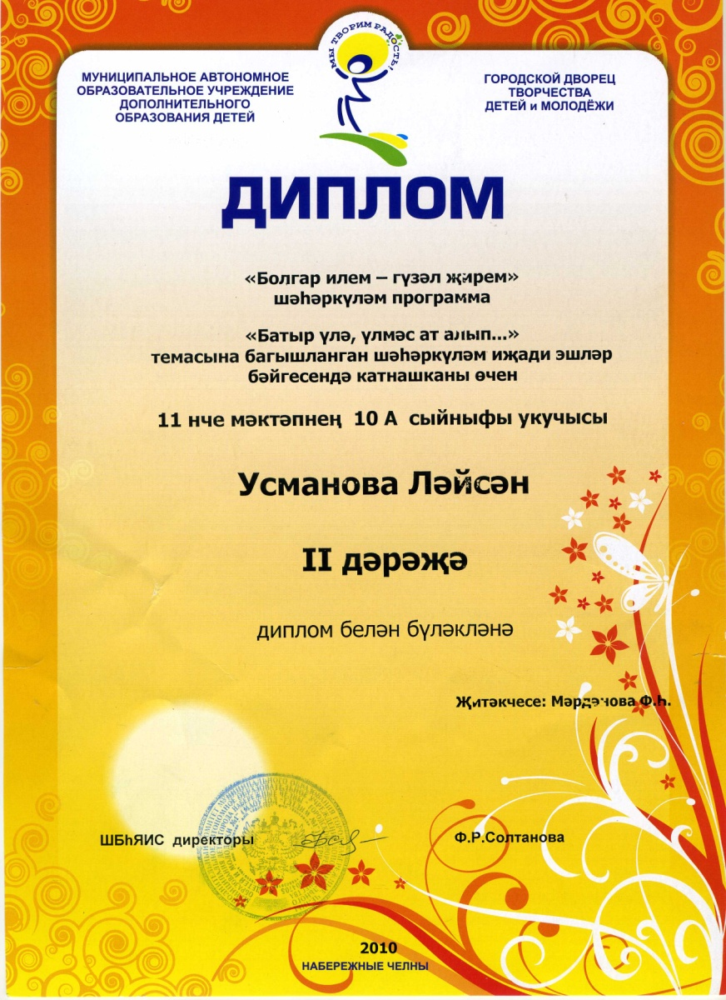 МЫ ТВОРИМ РАДОСТЬ!
МУНИЦИПАЛЬНОЕ АВТОНОМНОЕ
ОБРАЗОВАТЕЛЬНОЕ УЧРЕЖДЕНИЕ
ДОПОЛНИТЕЛЬНОГО
ОБРАЗОВАНИЯ ДЕТЕЙ
ГОРОДСКОЙ ДВОРЕЦ
ТВОРЧЕСТВА
ДЕТЕЙ и МОЛОДЁЖИ
ДИПЛОМ
«Болгар илем – гүзәл җирем»
шәһәркүләм программа
«Батыр үлә, үлмәс ат алып...»
темасына багышланган шәһәркүләм иҗади эшләр
бәйгесендә катнашканы өчен
11 нче мәктәпнең 10 А сыйныфы укучысы
Усманова Ләйсән
II дәрәҗә
диплом белән бүләкләнә
Җитәкчесе: Мәрданова Ф.Һ.
ШБһЯИС директоры
Ф.Р.Солтанова
2010
НАБЕРЕЖНЫЕ ЧЕЛНЫ